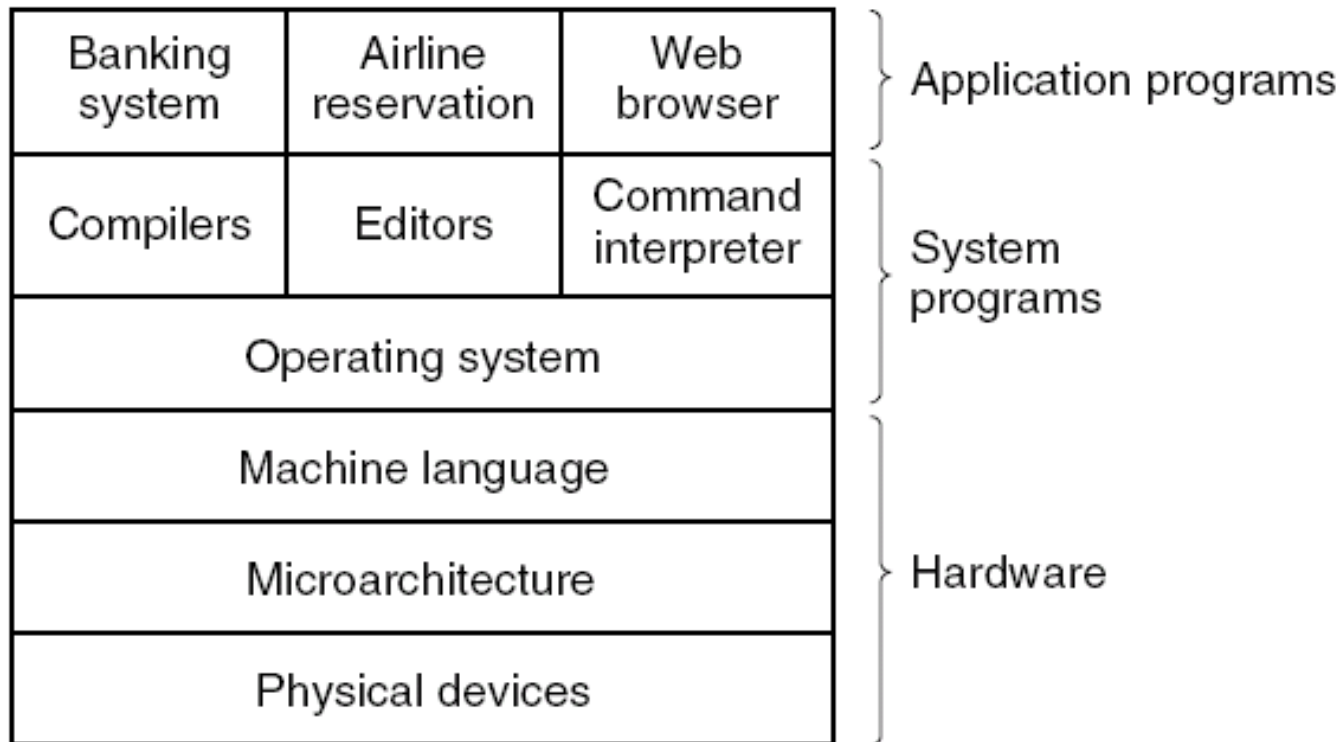 Banking
system
Airline
reservation
Web
browser
Application programs
Compilers
Editors
Command
interpreter
System
programs
Operating system
Machine language
Microarchitecture
Hardware
Physical devices